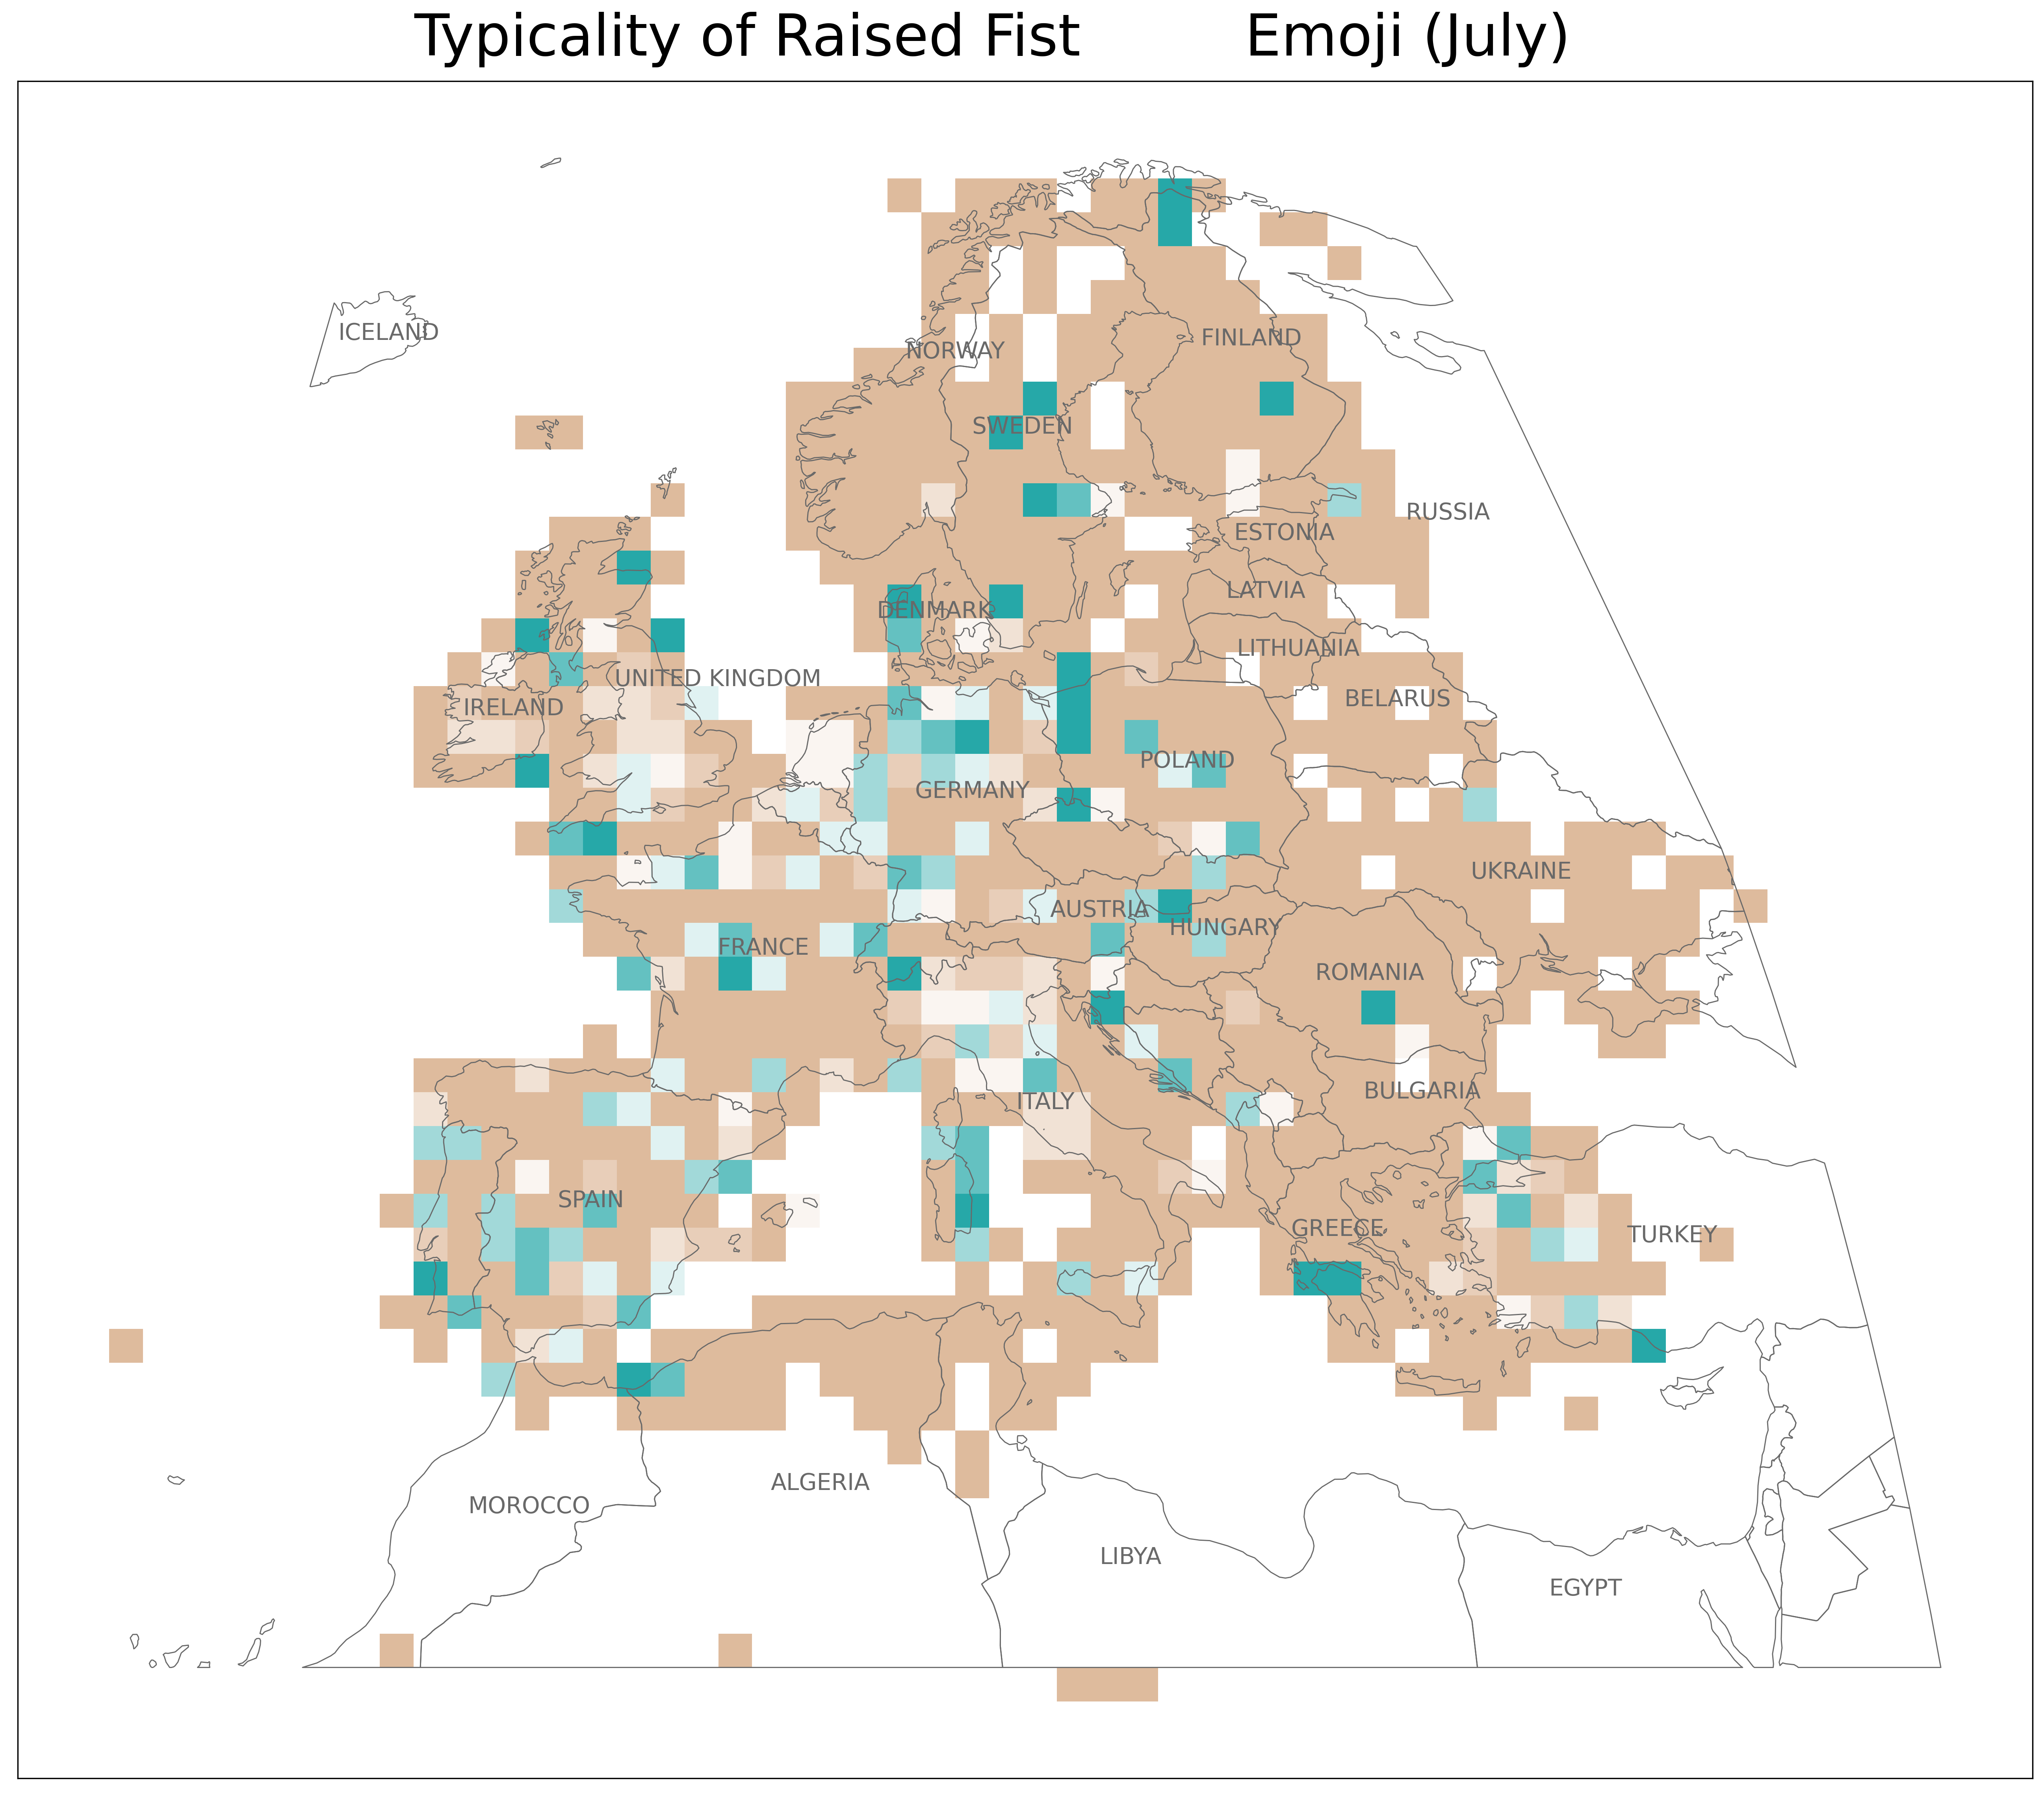 Typicality of Raised Fist Emoji (July)
ICELAND
FINLAND
NORWAY
SWEDEN
RUSSIA
ESTONIA
LATVIA
DENMARK
LITHUANIA
UNITED KINGDOM
BELARUS
IRELAND
POLAND
GERMANY
UKRAINE
AUSTRIA
HUNGARY
FRANCE
ROMANIA
BULGARIA
ITALY
SPAIN
GREECE
TURKEY
ALGERIA
MOROCCO
LIBYA
EGYPT